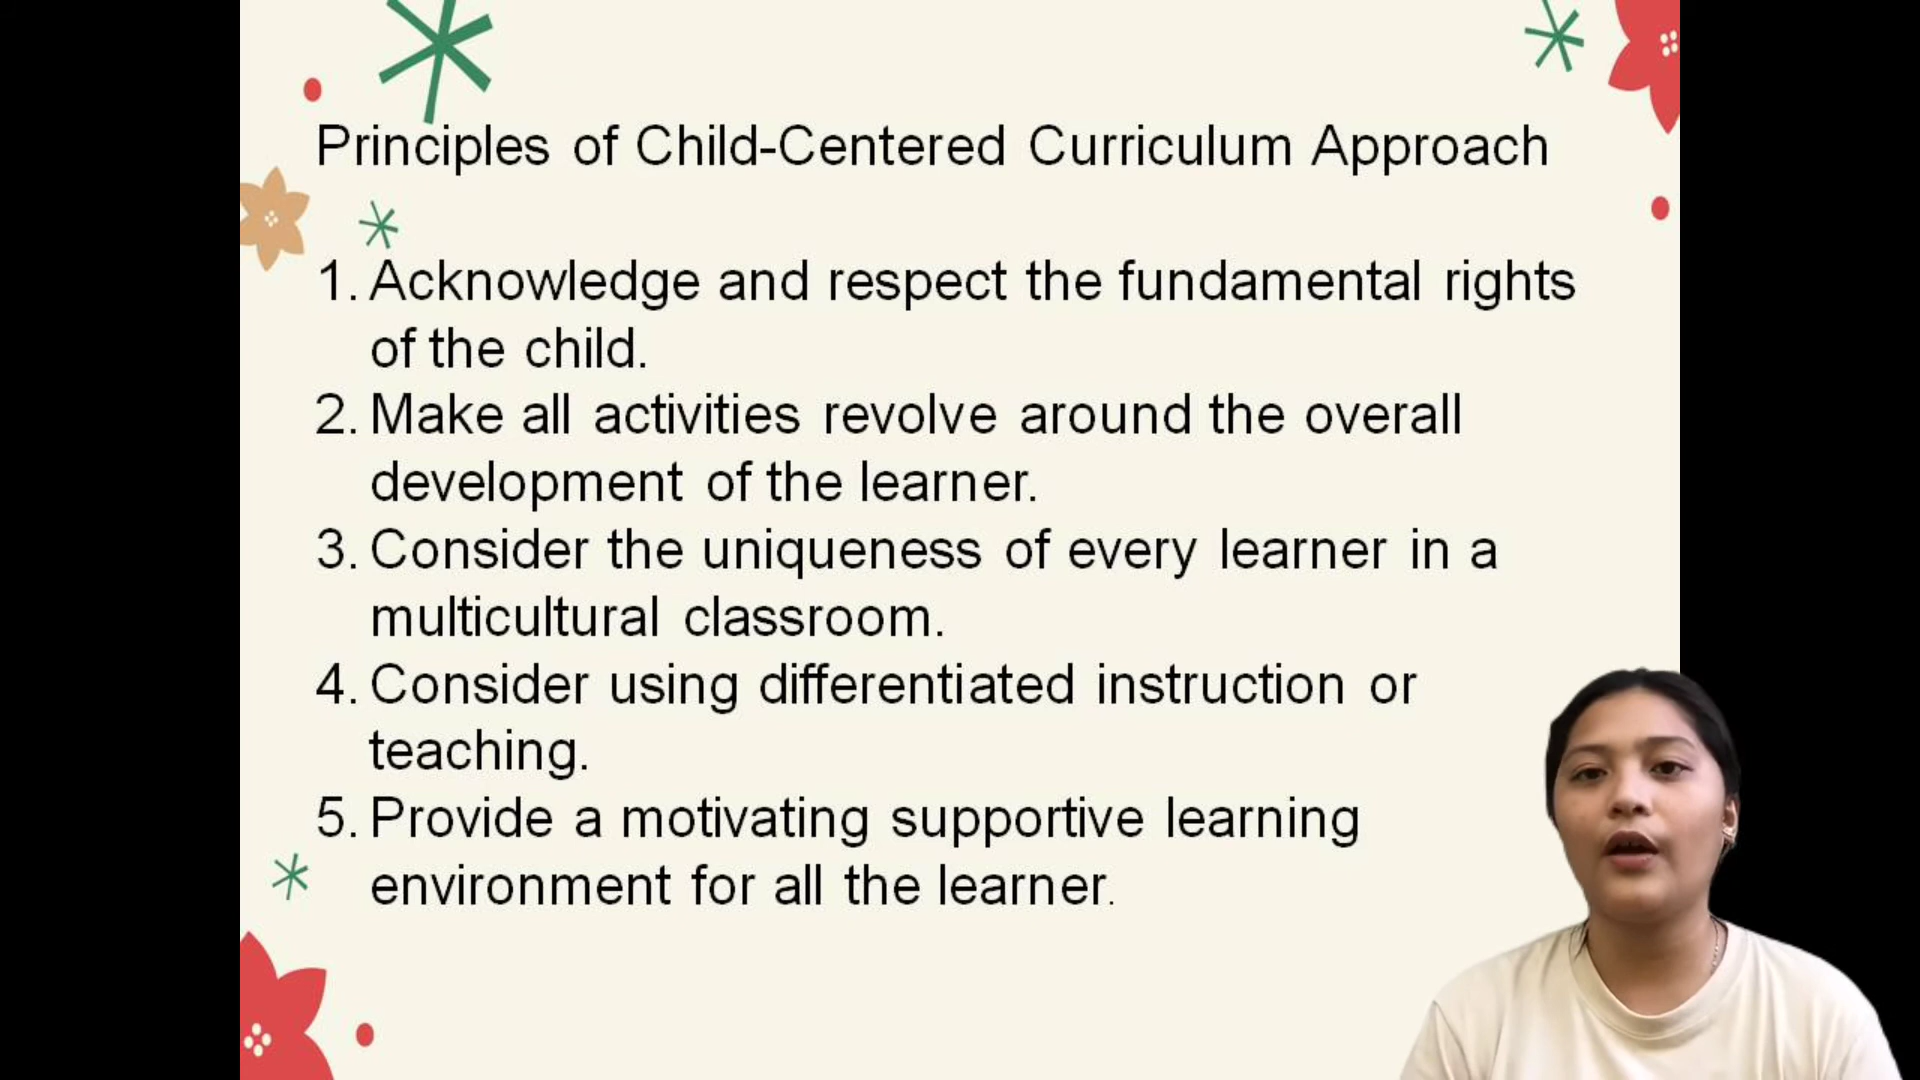 Principles of Child-Centered Curriculum Approach
1. Acknowledge and respect the fundamental rights
of the child.
2. Make all activities revolve around the overall
development of the learner.
3. Consider the uniqueness of every learner in a
multicultural classroom.
4. Consider using differentiated instruction or
teaching.
5. Provide a motivating supportive learning
environment for all the learner.